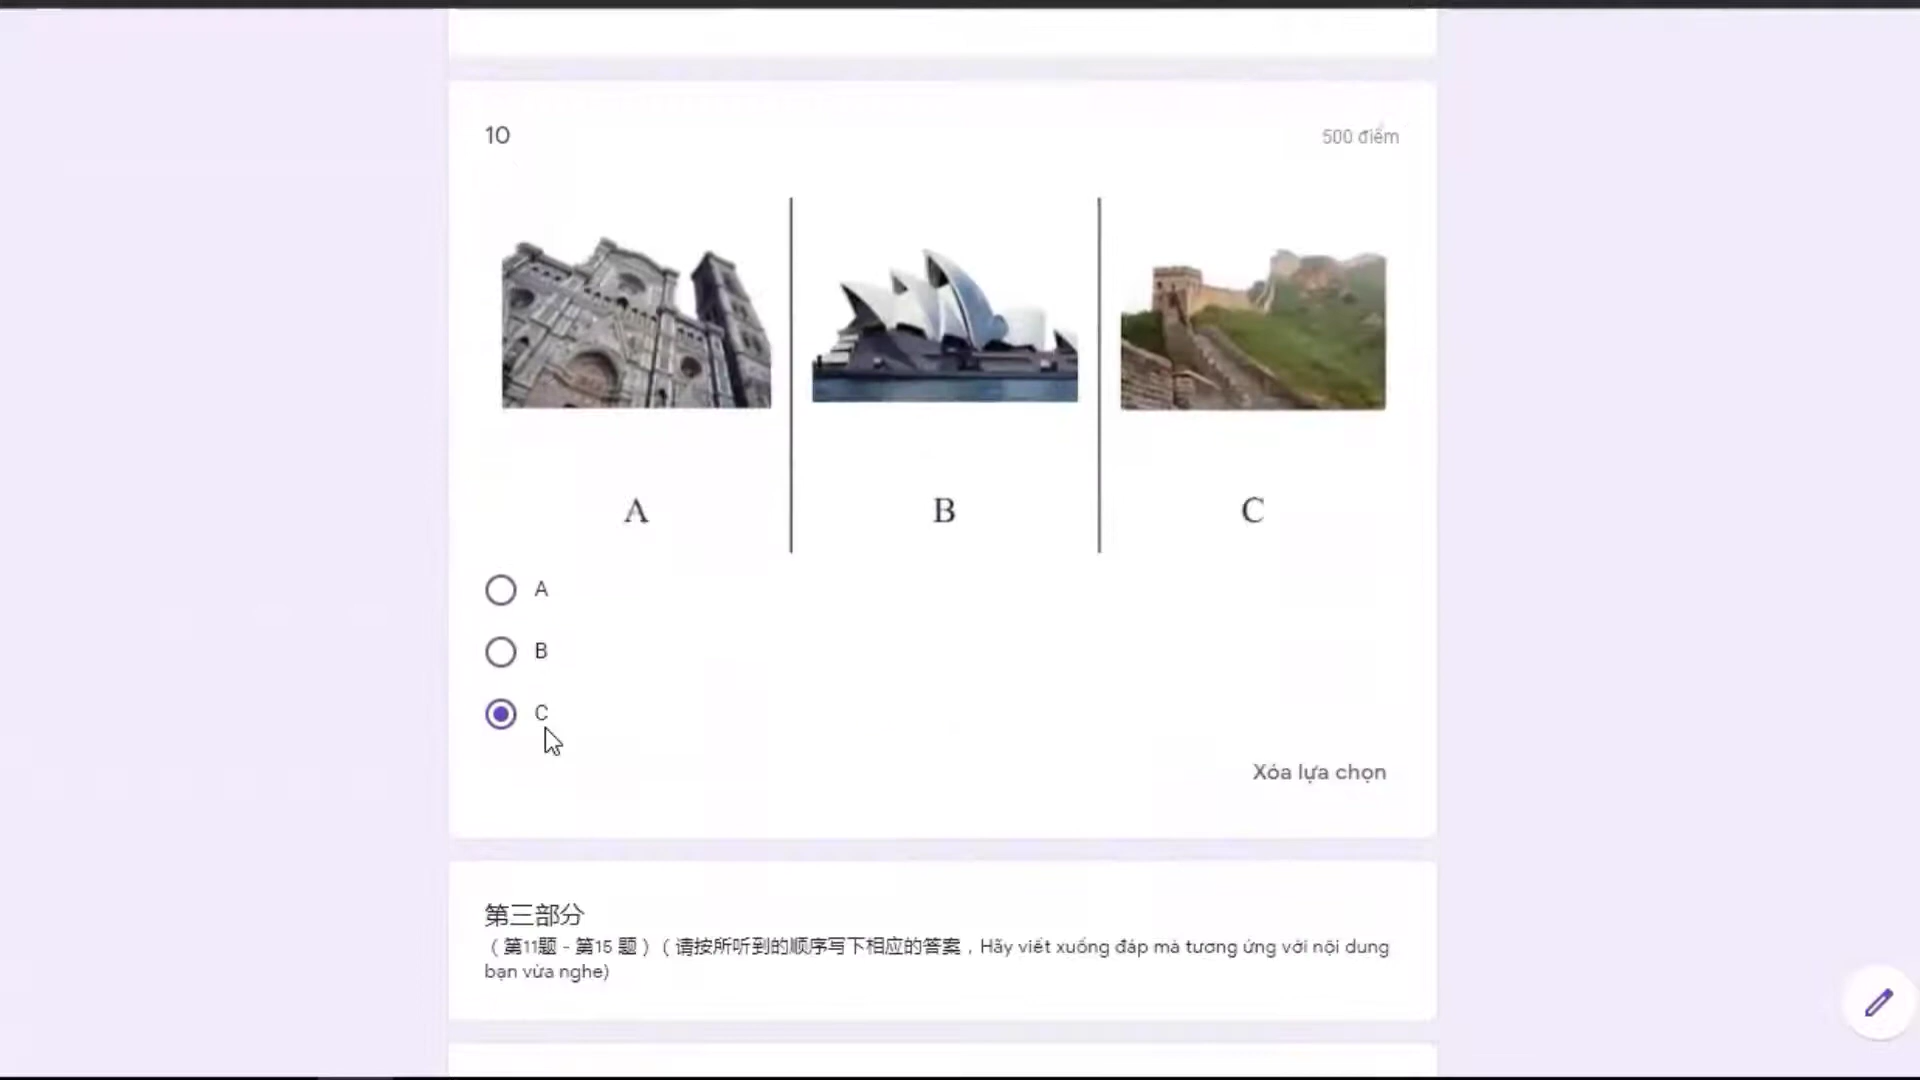 10
500 điểm
A
B
C
A
B
C
Xóa lựa chọn
第三部分
（第11题 - 第15 题）（请按所听到的顺序写下相应的答案，Hãy viết xuống đáp mà tương ứng với nội dung
bạn vừa nghe)